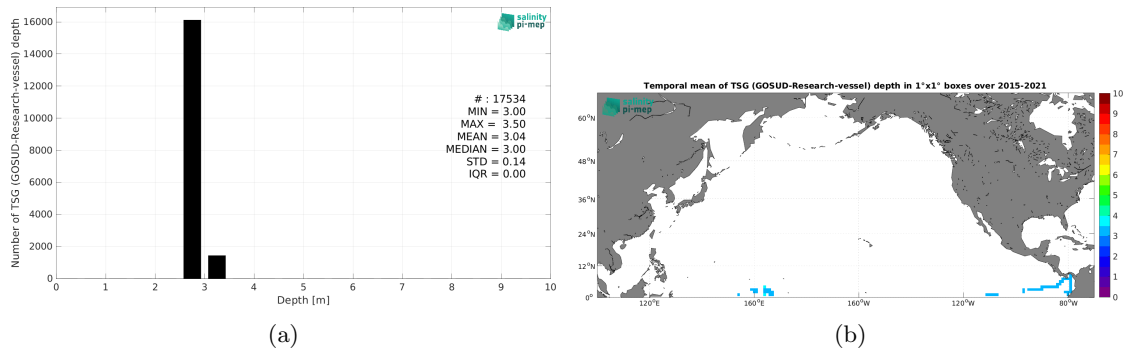 Number of TSG (GOSUD-Research-vessel) depth
16000
14000
12000
10000
8000
6000
4000
2000
0
0 1 2 3 4 5 6 7 8 9 10
Depth [m]
salinity
pi-mep
# : 17534
MIN = 3.00
MAX = 3.50
MEAN = 3.04
MEDIAN = 3.00
STD = 0.14
IQR = 0.00
(a)
Temporal mean of TSG (GOSUD-Research-vessel) depth in 1°x1° boxes over 2015-2021
salinity
pi-mep
60°N
48°N
36°N
24°N
12°N
0°
120°E 160°E 160°W 120°W 80°W
10
9
8
7
6
5
4
3
2
1
0
(b)